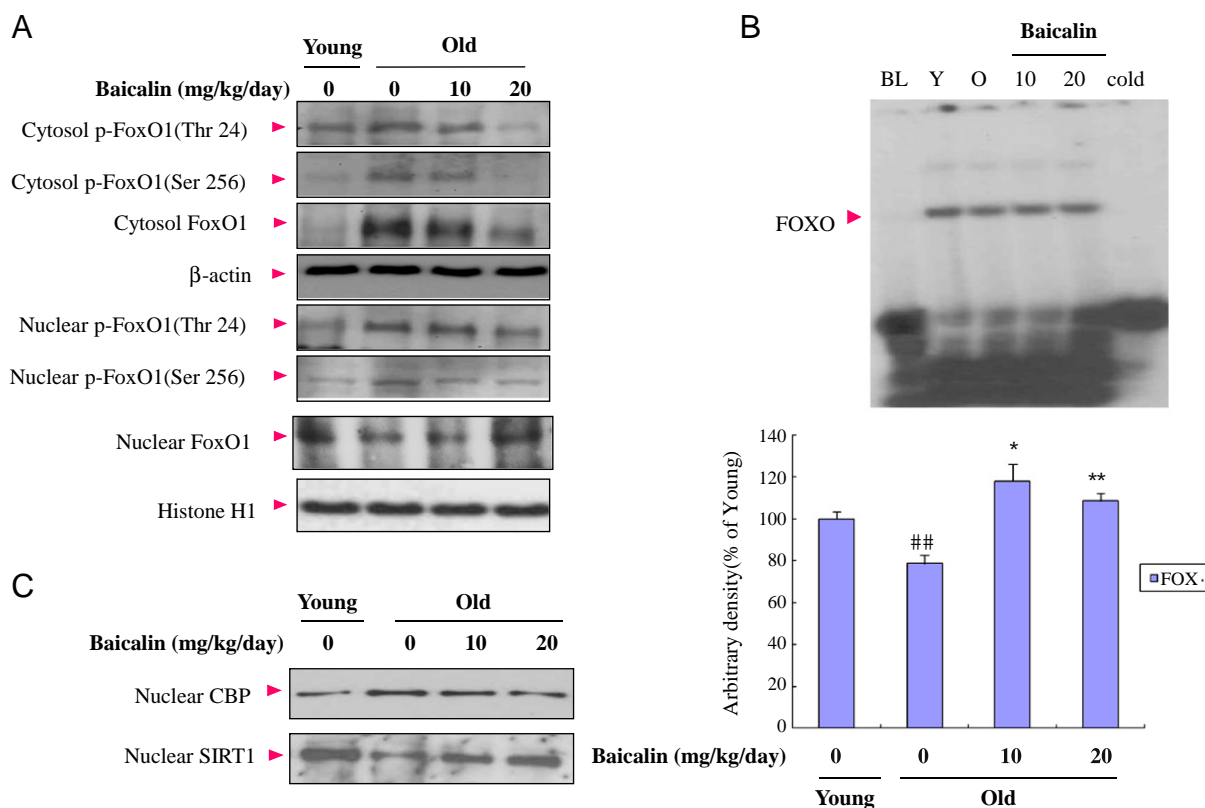 A
Young Old
Baicalin (mg/kg/day) 0 0 10 20
Cytosol p-FoxO1(Thr 24)
Cytosol p-FoxO1(Ser 256)
Cytosol FoxO1
β-actin
Nuclear p-FoxO1(Thr 24)
Nuclear p-FoxO1(Ser 256)
Nuclear FoxO1
Histone H1
B
Baicalin
BL Y O 10 20 cold
FOXO
Arbitrary density(% of Young)
140
120
100
80
60
40
20
0
##
*
**
FOX
Baicalin (mg/kg/day) 0 0 10 20
Young Old
C
Young Old
Baicalin (mg/kg/day) 0 0 10 20
Nuclear CBP
Nuclear SIRT1